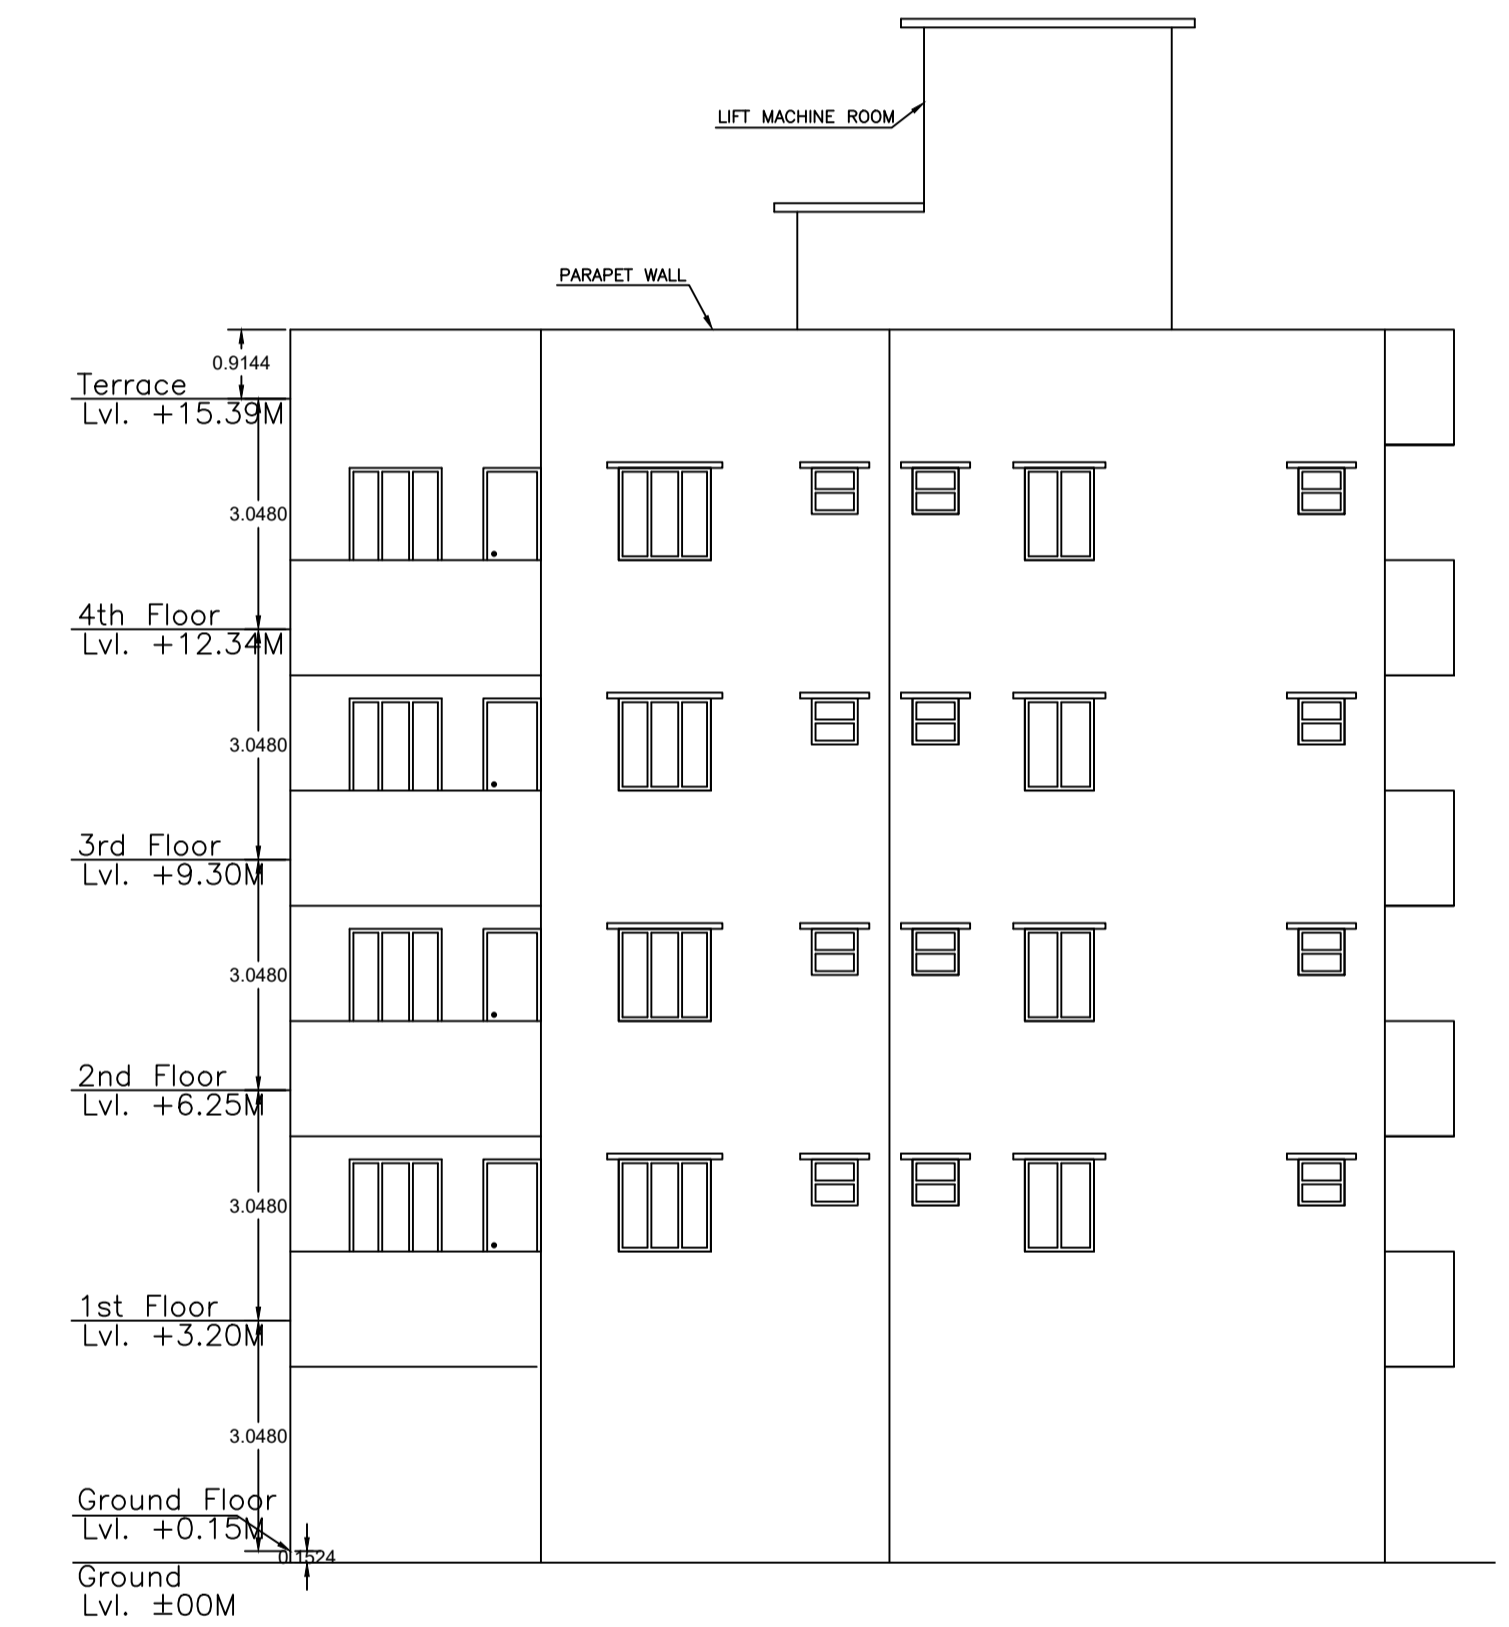 LIFT MACHINE ROOM
PARAPET WALL
0.9144
Terrace
Lvl. +15.39M
3.0480
4th Floor
Lvl. +12.34M
3.0480
3rd Floor
Lvl. +9.30M
3.0480
2nd Floor
Lvl. +6.25M
3.0480
1st Floor
Lvl. +3.20M
3.0480
Ground Floor
Lvl. +0.15M
0.1524
Ground
Lvl. ±00M